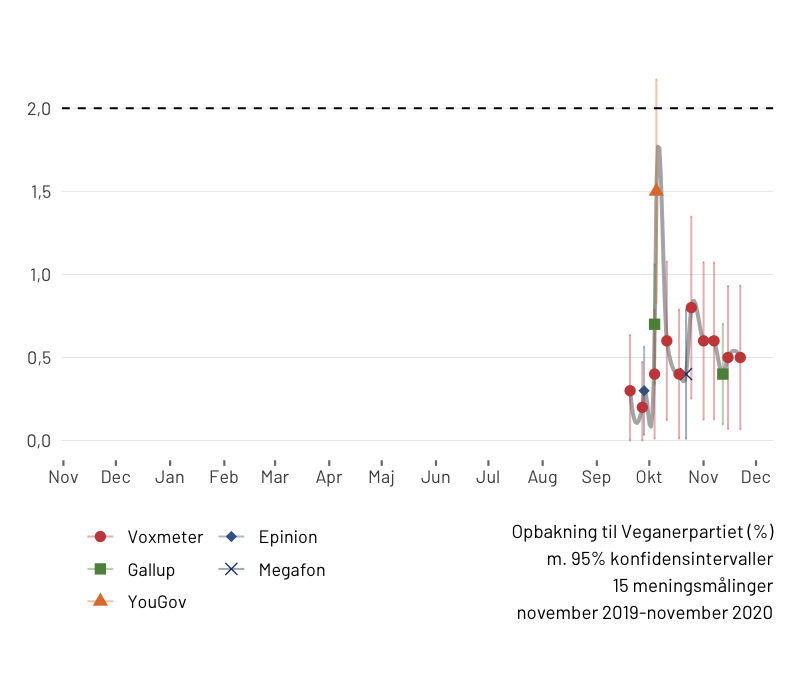 2,0
1,5
1,0
0,5
0,0
Nov Dec Jan Feb Mar Apr Maj Jun Jul Aug Sep Okt Nov Dec
Voxmeter Epinion
Gallup Megafon
YouGov
Opbakning til Veganerpartiet (%)
m. 95% konfidensintervaller
15 meningsmålinger
november 2019-november 2020